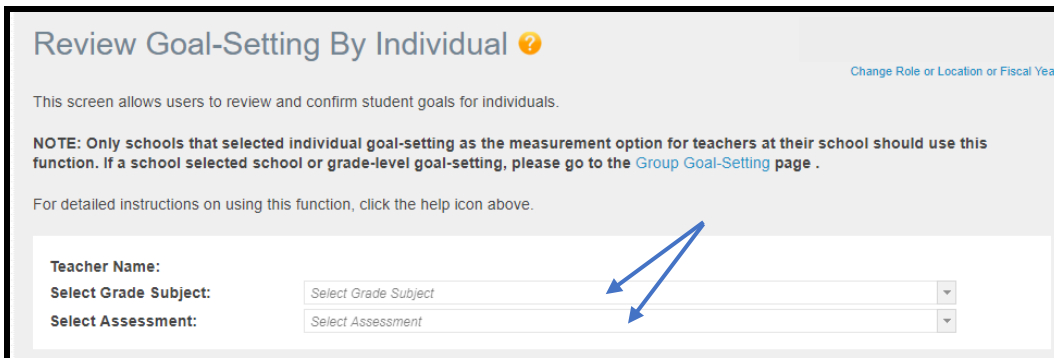 Review Goal-Setting By Individual ?
Change Role or Location or Fiscal Yea
This screen allows users to review and confirm student goals for individuals.
NOTE: Only schools that selected individual goal-setting as the measurement option for teachers at their school should use this
function. If a school selected school or grade-level goal-setting, please go to the Group Goal-Setting page .
For detailed instructions on using this function, click the help icon above.
Teacher Name:
Select Grade Subject: Select Grade Subject
Select Assessment: Select Assessment